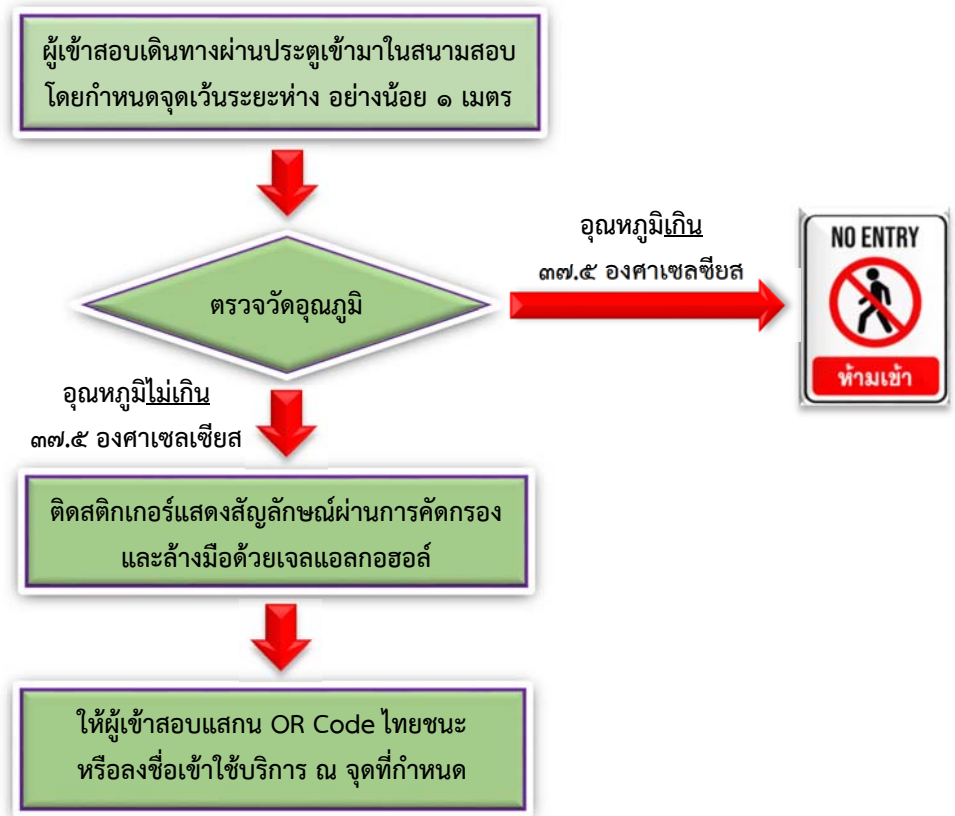 ผู้เข้าสอบเดินทางผ่านประตูเข้ามาในสนามสอบ
โดยกำหนดจุดเว้นระยะห่าง อย่างน้อย ๑ เมตร
อุณหภูมิเกิน
๓๗.๕ องศาเซลซียส
NO ENTRY
ห้ามเข้า
ตรวจวัดอุณภูมิ
อุณหภูมิไม่เกิน
๓๗.๕ องศาเซลเซียส
ติดสติกเกอร์แสดงสัญลักษณ์ผ่านการคัดกรอง
และล้างมือด้วยเจลแอลกอฮอล์
ให้ผู้เข้าสอบแสกน OR Code ไทยชนะ
หรือลงชื่อเข้าใช้บริการ ณ จุดที่กำหนด